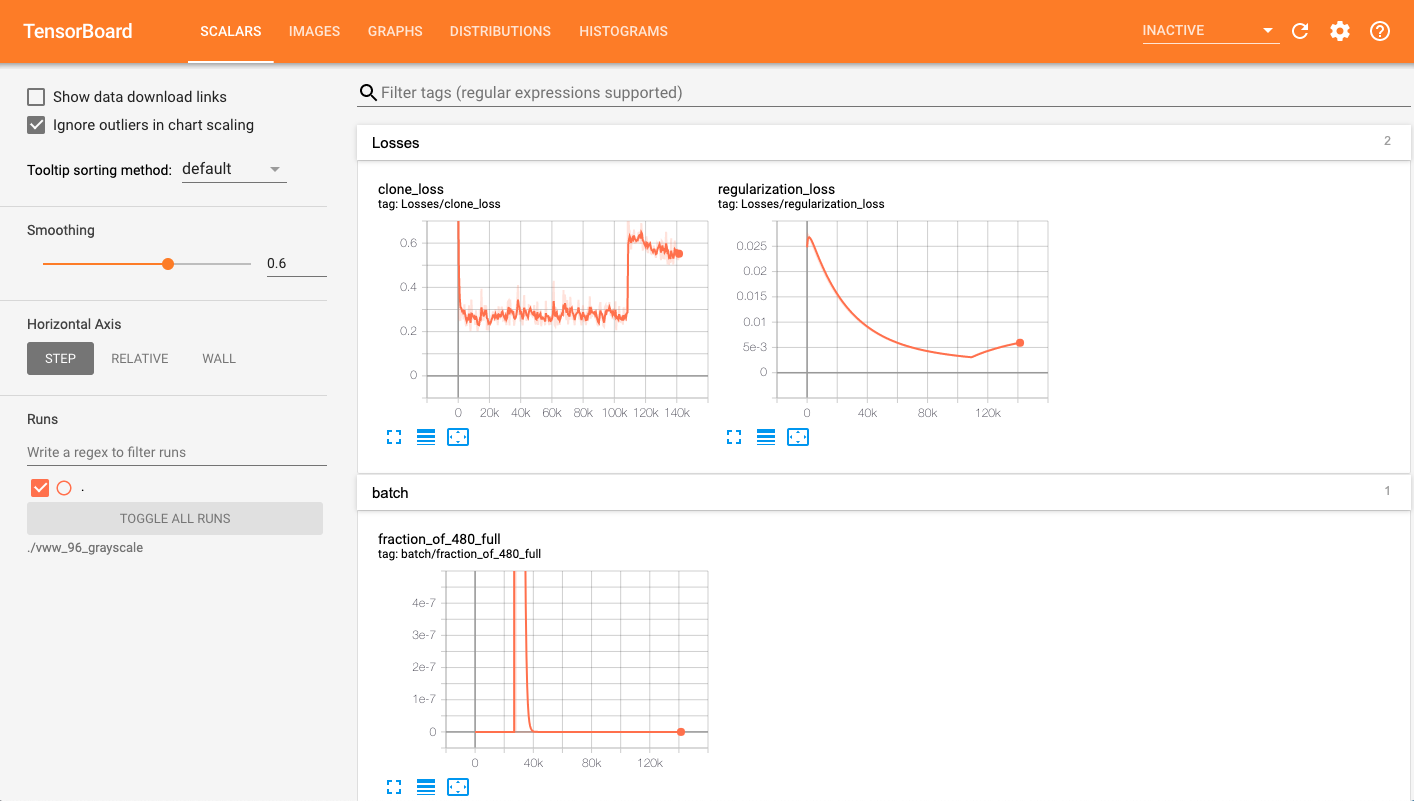 TensorBoard SCALARS IMAGES GRAPHS DISTRIBUTIONS HISTOGRAMS INACTIVE
Show data download links
Ignore outliers in chart scaling
Tooltip sorting method: default
Smoothing
0.6
Horizontal Axis
STEP RELATIVE WALL
Runs
Write a regex to filter runs
.
TOGGLE ALL RUNS
./vww_96_grayscale
Filter tags (regular expressions supported)
Losses 2
clone_loss
tag: Losses/clone_loss
0.6
0.4
0.2
0
0 20k 40k 60k 80k 100k 120k 140k
regularization_loss
tag: Losses/regularization_loss
0.025
0.02
0.015
0.01
5e-3
0
0 40k 80k 120k
batch 1
fraction_of_480_full
tag: batch/fraction_of_480_full
4e-7
3e-7
2e-7
1e-7
0
0 40k 80k 120k